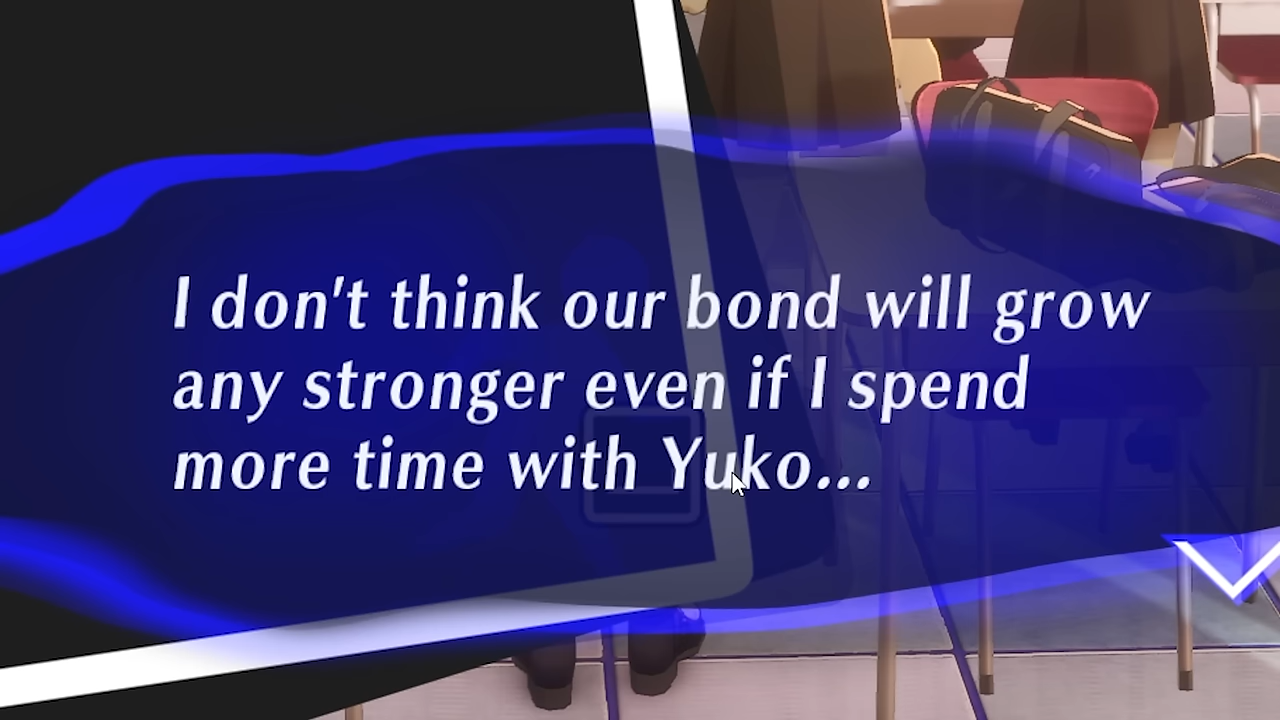 I don't think our bond will grow
any stronger even if I spend
more time with Yuko...